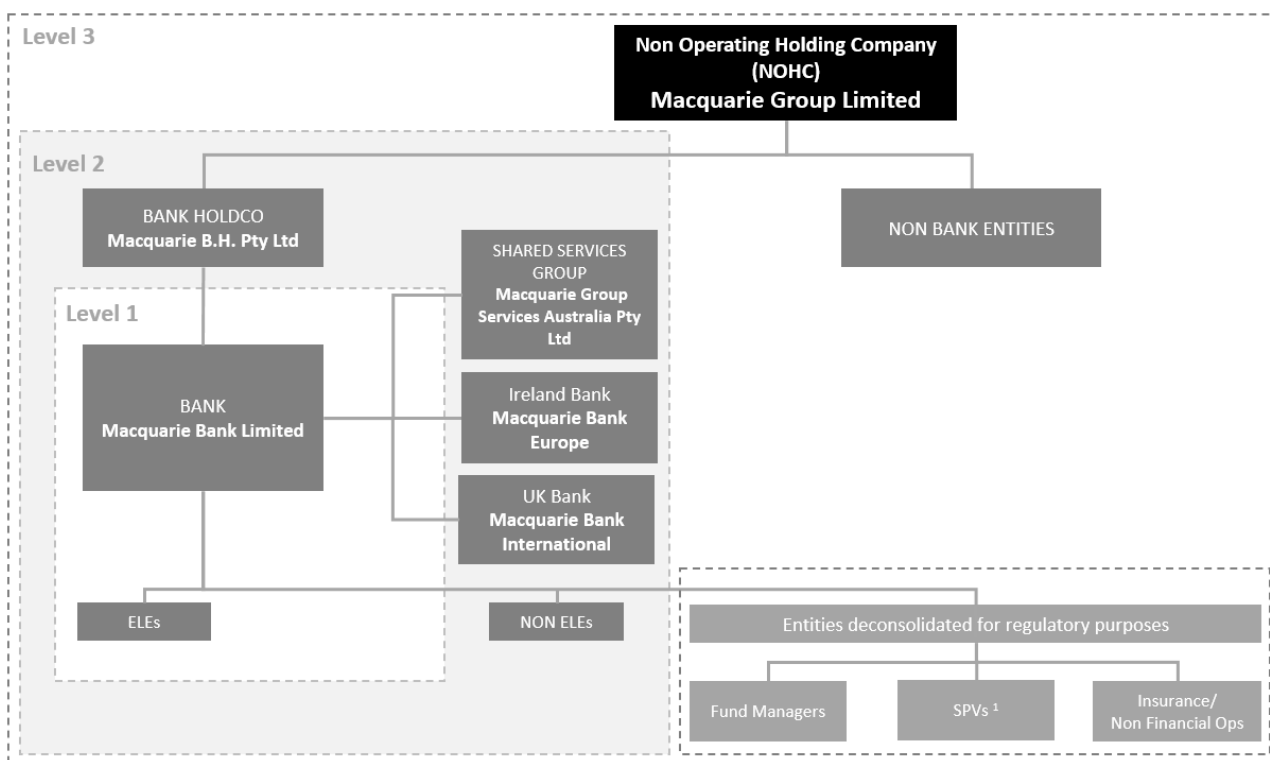 Level 3
Non Operating Holding Company
(NOHC)
Macquarie Group Limited
Level 2
BANK HOLDCO
Macquarie B.H. Pty Ltd
NON BANK ENTITIES
SHARED SERVICES
GROUP
Macquarie Group
Services Australia Pty
Ltd
Level 1
BANK
Macquarie Bank Limited
Ireland Bank
Macquarie Bank
Europe
UK Bank
Macquarie Bank
International
ELEs
NON ELEs
Entities deconsolidated for regulatory purposes
Fund Managers
SPVs ¹
Insurance/
Non Financial Ops